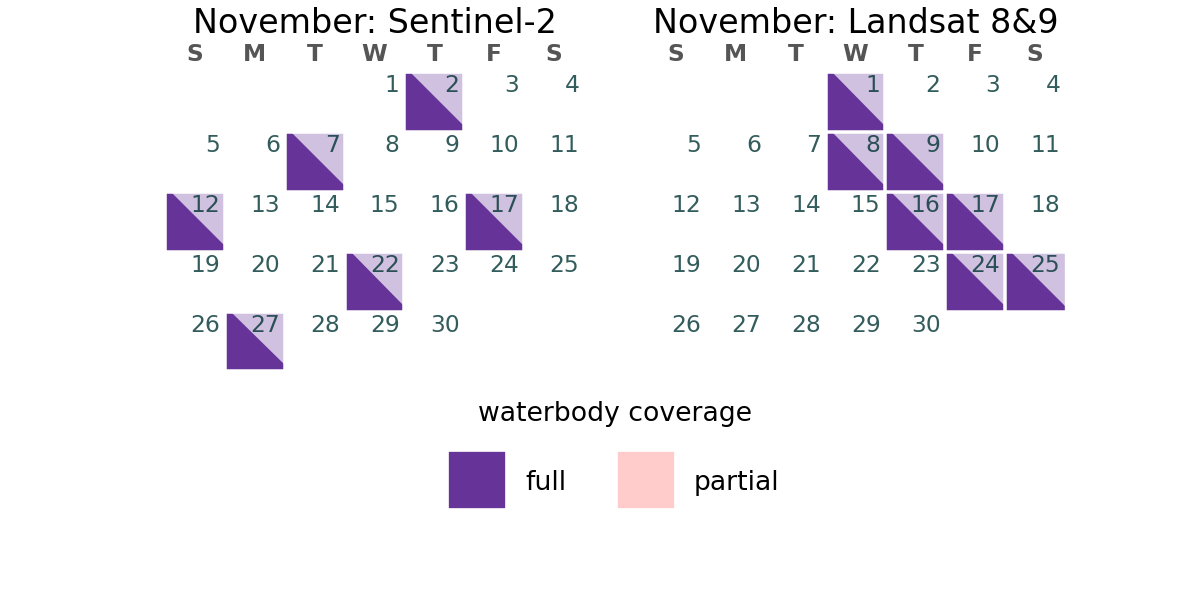 November: Sentinel-2
S M T W T F S
1 2 3 4
5 6 7 8 9 10 11
12 13 14 15 16 17 18
19 20 21 22 23 24 25
26 27 28 29 30
November: Landsat 8&9
S M T W T F S
1 2 3 4
5 6 7 8 9 10 11
12 13 14 15 16 17 18
19 20 21 22 23 24 25
26 27 28 29 30
waterbody coverage
full partial